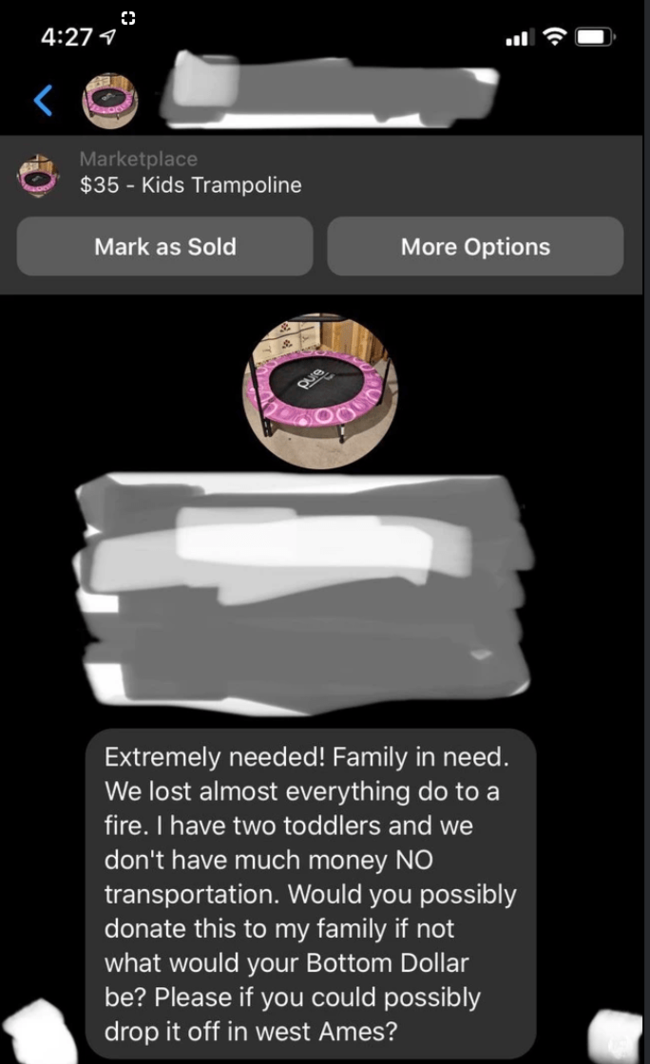 4:27
Marketplace
$35 - Kids Trampoline
Mark as Sold
More Options
pure
Extremely needed! Family in need.
We lost almost everything do to a
fire. I have two toddlers and we
don't have much money NO
transportation. Would you possibly
donate this to my family if not
what would your Bottom Dollar
be? Please if you could possibly
drop it off in west Ames?